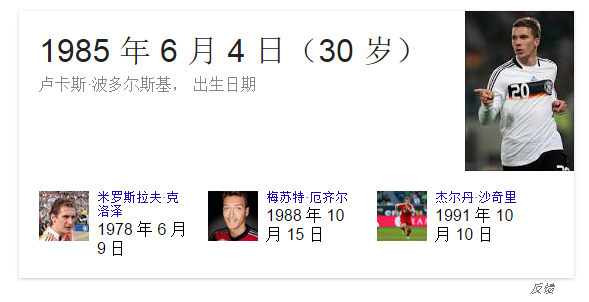 1985 年 6 月 4 日（30 岁）
卢卡斯·波多尔斯基， 出生日期
20
米罗斯拉夫·克
洛泽
1978 年 6 月
9 日
梅苏特·厄齐尔
1988 年 10
月 15 日
杰尔丹·沙奇里
1991 年 10
月 10 日
反馈